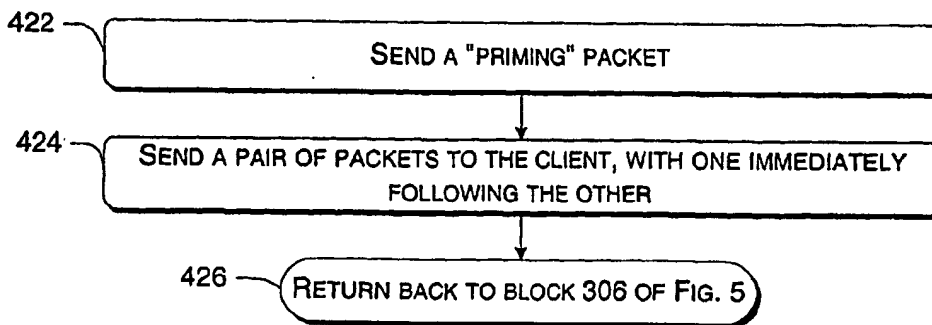 422
SEND A "PRIMING" PACKET
424
SEND A PAIR OF PACKETS TO THE CLIENT, WITH ONE IMMEDIATELY
FOLLOWING THE OTHER
426
RETURN BACK TO BLOCK 306 OF FIG. 5